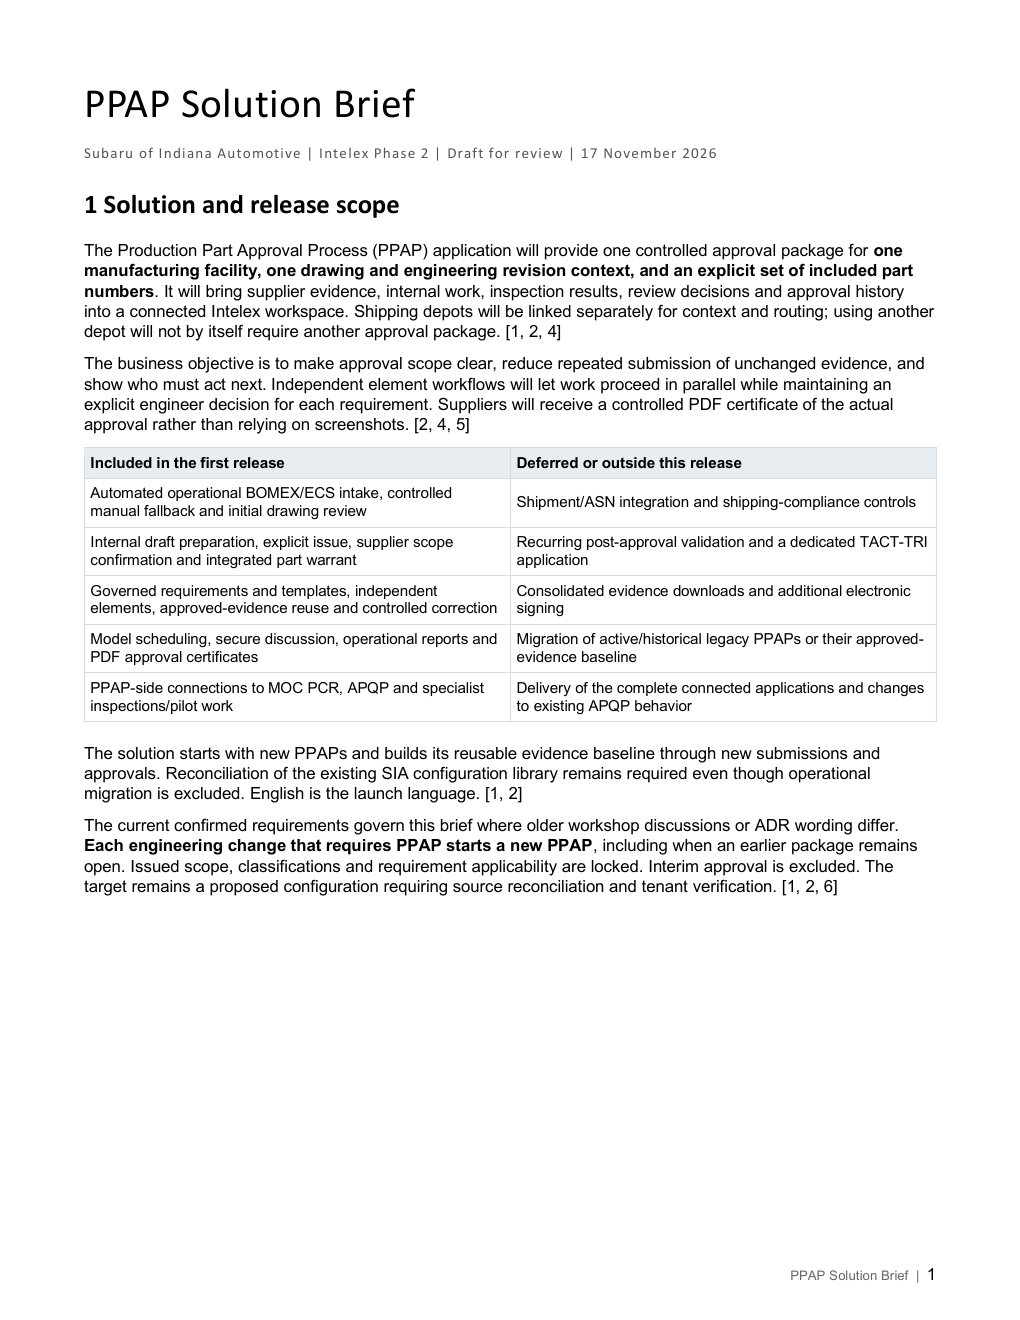 PPAP Solution Brief
Subaru of Indiana Automotive | Intelex Phase 2 | Draft for review | 17 November 2026
1 Solution and release scope
The Production Part Approval Process (PPAP) application will provide one controlled approval package for one
manufacturing facility, one drawing and engineering revision context, and an explicit set of included part
numbers. It will bring supplier evidence, internal work, inspection results, review decisions and approval history
into a connected Intelex workspace. Shipping depots will be linked separately for context and routing; using another
depot will not by itself require another approval package. [1, 2, 4]
The business objective is to make approval scope clear, reduce repeated submission of unchanged evidence, and
show who must act next. Independent element workflows will let work proceed in parallel while maintaining an
explicit engineer decision for each requirement. Suppliers will receive a controlled PDF certificate of the actual
approval rather than relying on screenshots. [2, 4, 5]
Included in the first release
Deferred or outside this release
Automated operational BOMEX/ECS intake, controlled
manual fallback and initial drawing review
Shipment/ASN integration and shipping-compliance controls
Internal draft preparation, explicit issue, supplier scope
confirmation and integrated part warrant
Recurring post-approval validation and a dedicated TACT-TRI
application
Governed requirements and templates, independent
elements, approved-evidence reuse and controlled correction
Consolidated evidence downloads and additional electronic
signing
Model scheduling, secure discussion, operational reports and
PDF approval certificates
Migration of active/historical legacy PPAPs or their approved-
evidence baseline
PPAP-side connections to MOC PCR, APQP and specialist
inspections/pilot work
Delivery of the complete connected applications and changes
to existing APQP behavior
The solution starts with new PPAPs and builds its reusable evidence baseline through new submissions and
approvals. Reconciliation of the existing SIA configuration library remains required even though operational
migration is excluded. English is the launch language. [1, 2]
The current confirmed requirements govern this brief where older workshop discussions or ADR wording differ.
Each engineering change that requires PPAP starts a new PPAP, including when an earlier package remains
open. Issued scope, classifications and requirement applicability are locked. Interim approval is excluded. The
target remains a proposed configuration requiring source reconciliation and tenant verification. [1, 2, 6]
PPAP Solution Brief | 1